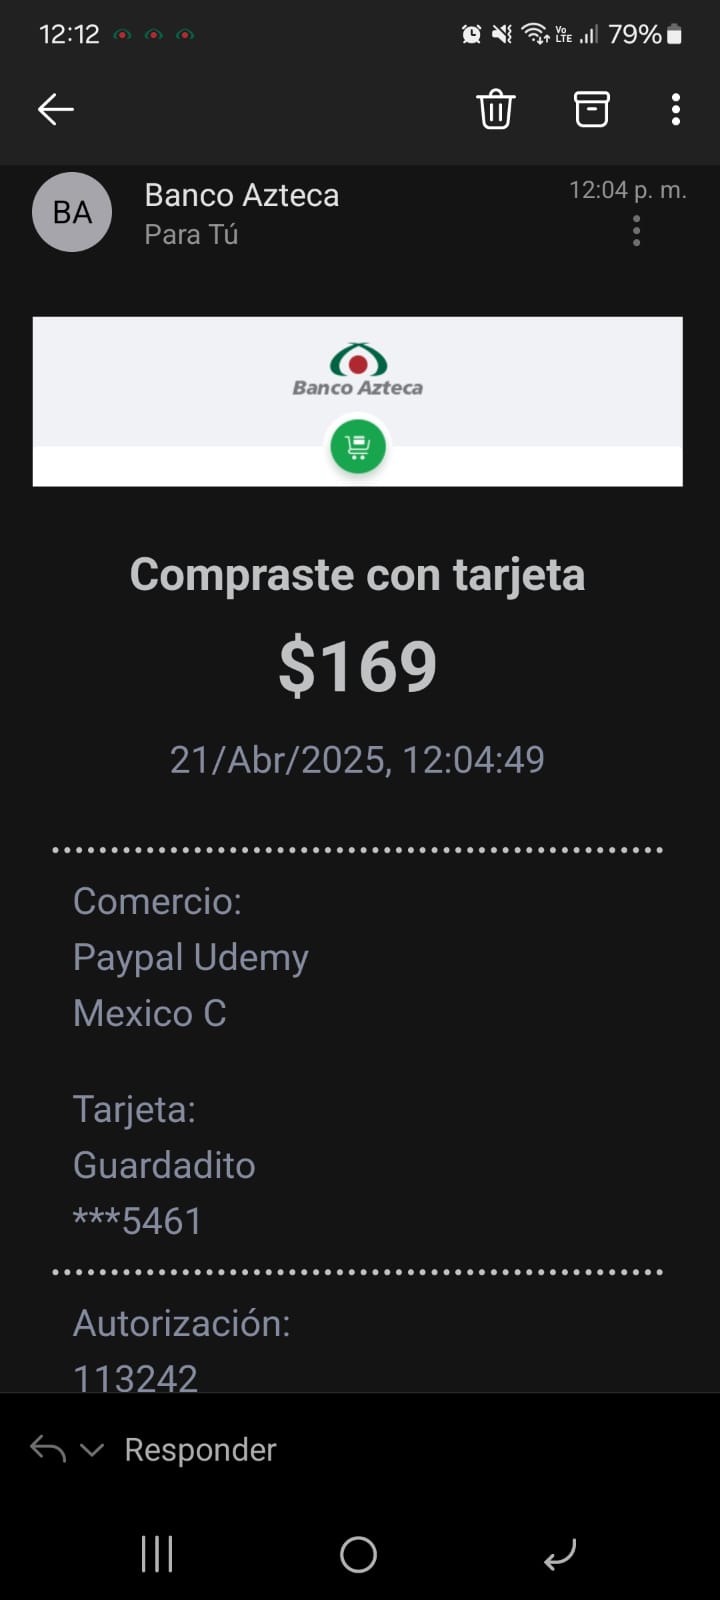 12:12
Vo
LTE
79%
BA
Banco Azteca
12:04 p. m.
Para Tú
Banco Azteca
Compraste con tarjeta
$169
21/Abr/2025, 12:04:49
Comercio:
Paypal Udemy
Mexico C
Tarjeta:
Guardadito
***5461
Autorización:
113242
Responder